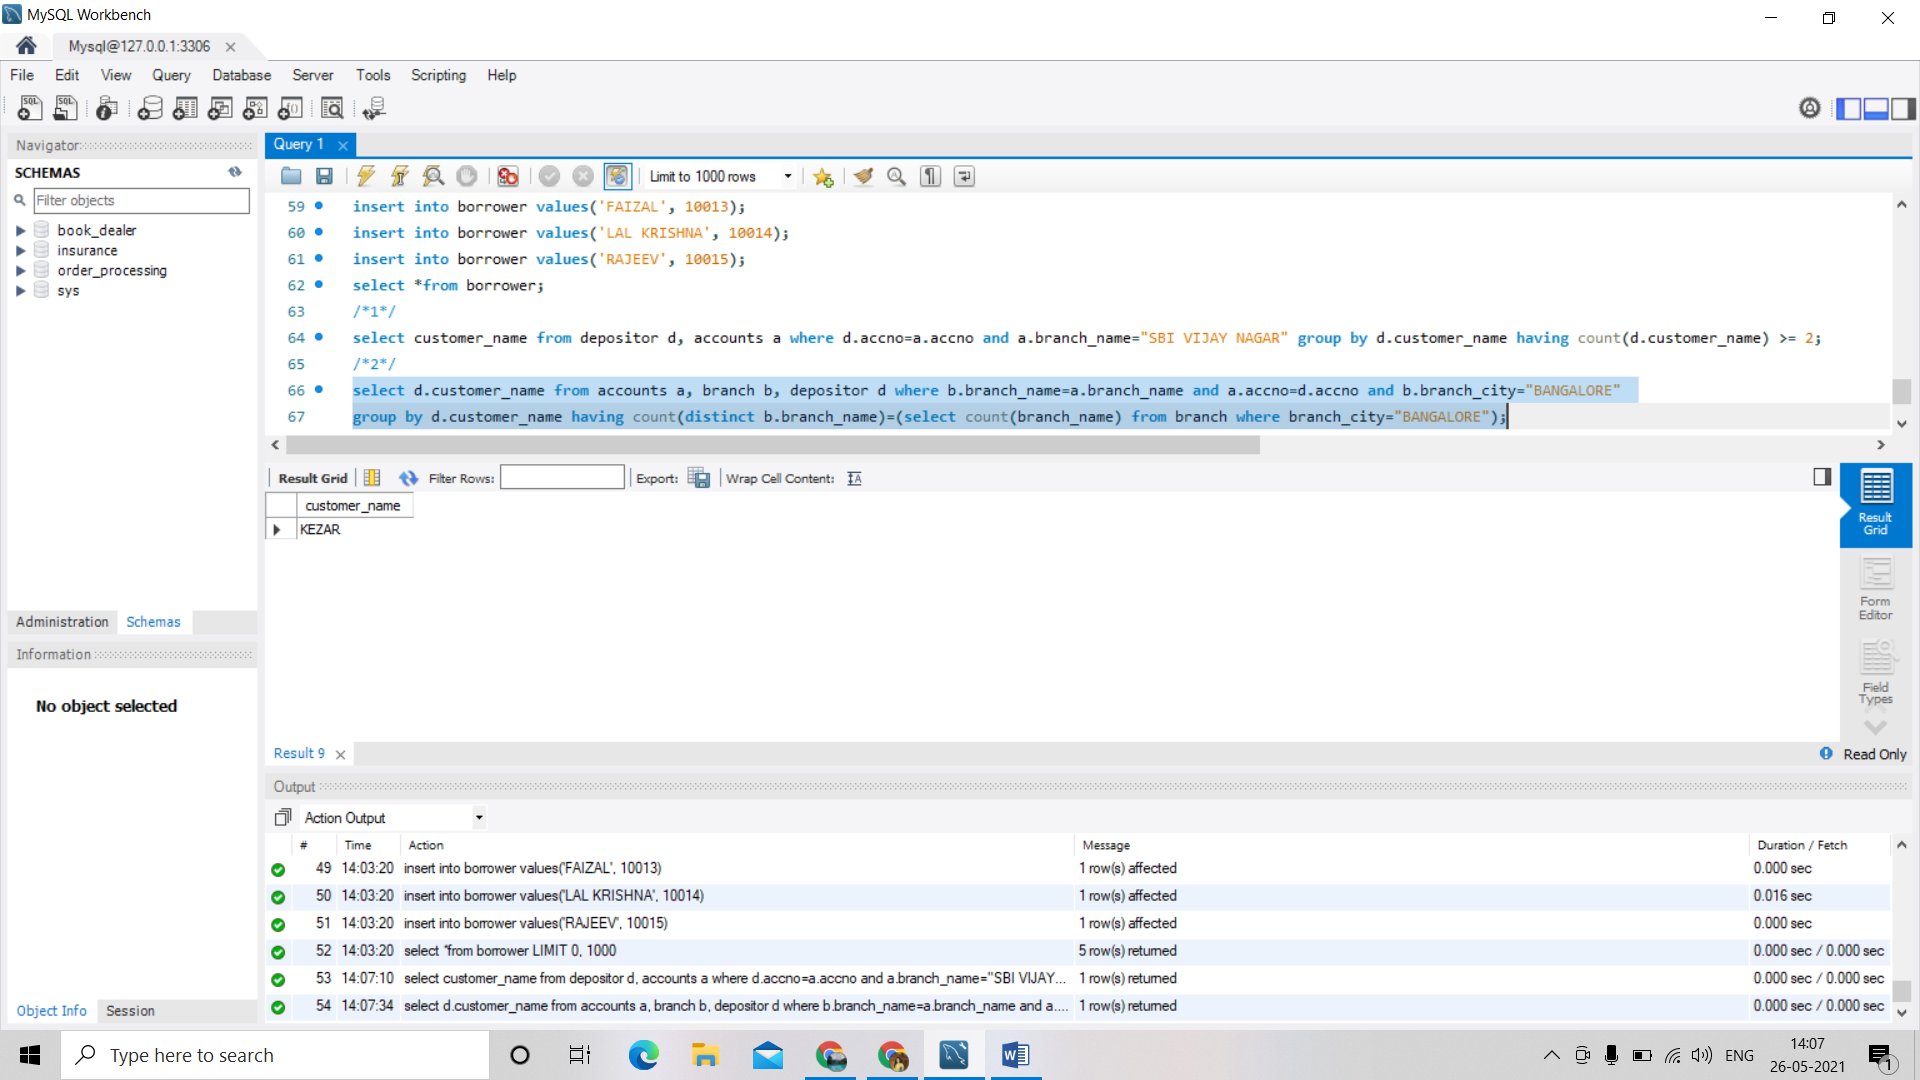 MySQL Workbench
Mysql@127.0.0.1:3306
File Edit View Query Database Server Tools Scripting Help
Navigator
SCHEMAS
Filter objects
book_dealer
insurance
order_processing
sys
Administration Schemas
Information
No object selected
Object Info Session
Query 1
Limit to 1000 rows
59 insert into borrower values('FAIZAL', 10013);
60 insert into borrower values('LAL KRISHNA', 10014);
61 insert into borrower values('RAJEEV', 10015);
62 select *from borrower;
63 /*1*/
64 select customer_name from depositor d, accounts a where d.accno=a.accno and a.branch_name="SBI VIJAY NAGAR" group by d.customer_name having count(d.customer_name) >= 2;
65 /*2*/
66 select d.customer_name from accounts a, branch b, depositor d where b.branch_name=a.branch_name and a.accno=d.accno and b.branch_city="BANGALORE"
67 group by d.customer_name having count(distinct b.branch_name)=(select count(branch_name) from branch where branch_city="BANGALORE");
Result Grid Filter Rows: Export: Wrap Cell Content:
customer_name
KEZAR
Result Grid
Form Editor
Field Types
Result 9
Read Only
Output
Action Output
# Time Action Message Duration / Fetch
49 14:03:20 insert into borrower values('FAIZAL', 10013) 1 row(s) affected 0.000 sec
50 14:03:20 insert into borrower values('LAL KRISHNA', 10014) 1 row(s) affected 0.016 sec
51 14:03:20 insert into borrower values('RAJEEV', 10015) 1 row(s) affected 0.000 sec
52 14:03:20 select *from borrower LIMIT 0, 1000 5 row(s) returned 0.000 sec / 0.000 sec
53 14:07:10 select customer_name from depositor d, accounts a where d.accno=a.accno and a.branch_name="SBI VIJAY... 1 row(s) returned 0.000 sec / 0.000 sec
54 14:07:34 select d.customer_name from accounts a, branch b, depositor d where b.branch_name=a.branch_name and a.... 1 row(s) returned 0.000 sec / 0.000 sec
Type here to search
ENG
14:07
26-05-2021
1